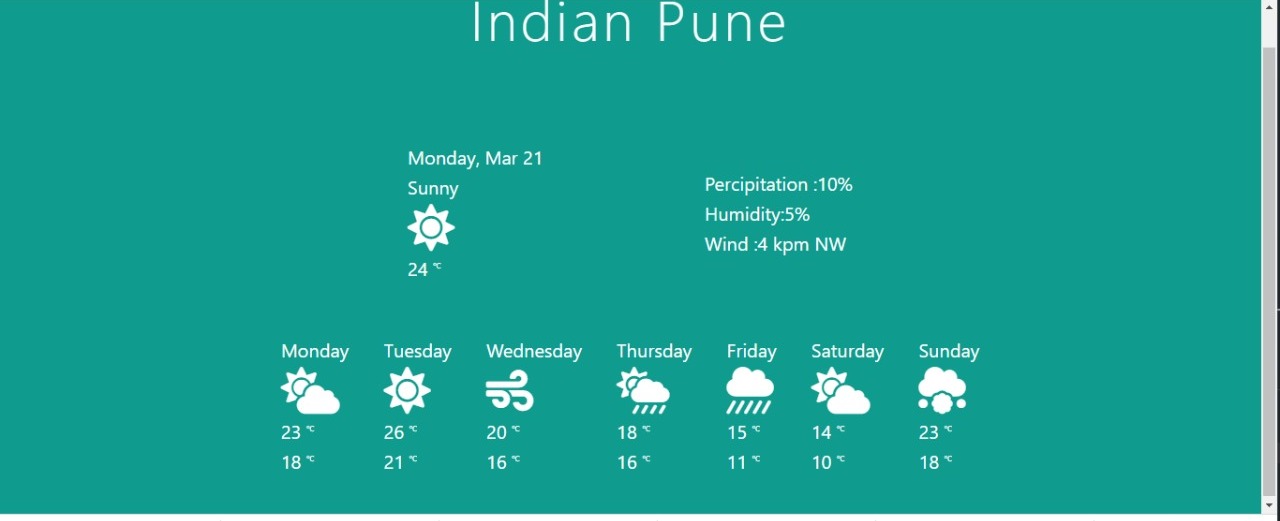 Indian Pune
Monday, Mar 21
Sunny
24 ℃
Percipitation :10%
Humidity:5%
Wind :4 kpm NW
Monday Tuesday Wednesday Thursday Friday Saturday Sunday
23 ℃ 26 ℃ 20 ℃ 18 ℃ 15 ℃ 14 ℃ 23 ℃
18 ℃ 21 ℃ 16 ℃ 16 ℃ 11 ℃ 10 ℃ 18 ℃